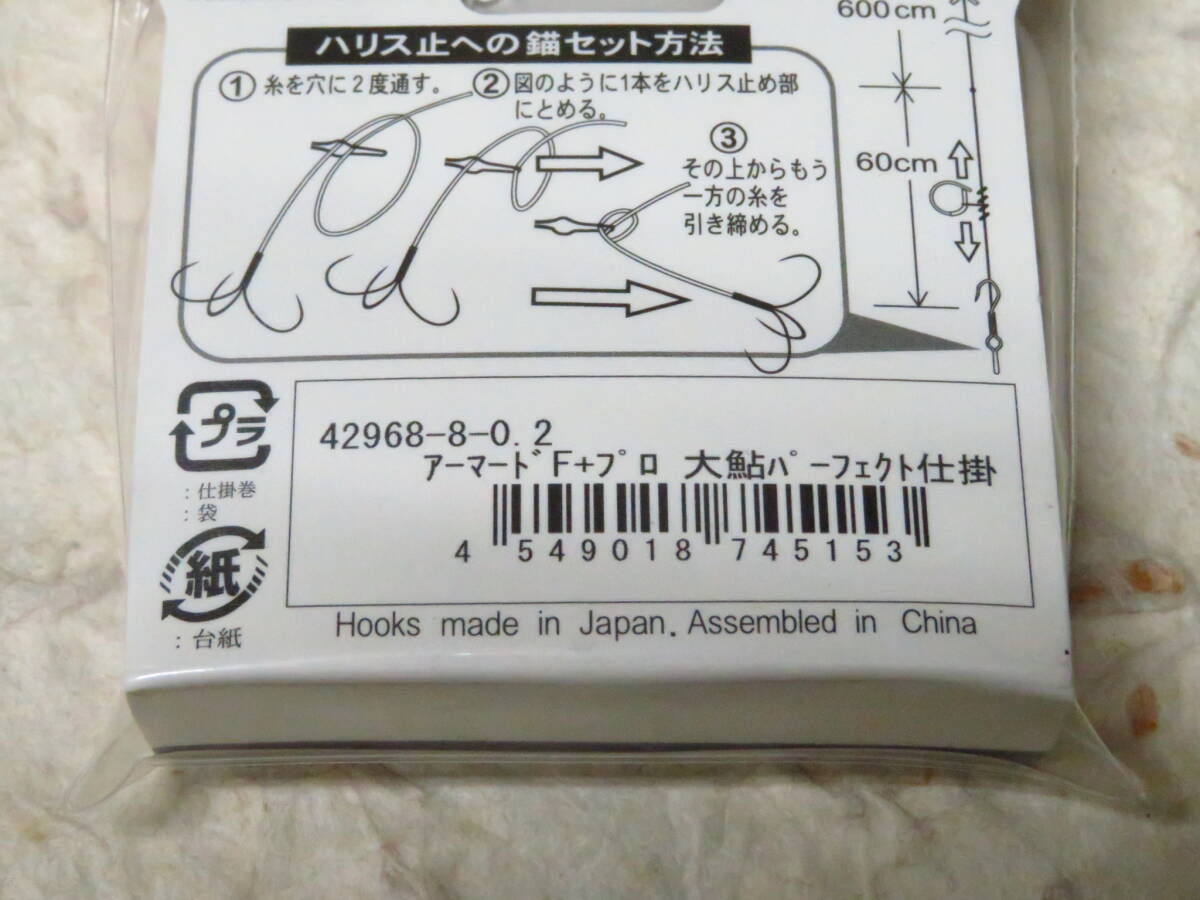 ハリス止への錨セット方法
①糸を穴に2度通す。
②図のように1本をハリス止め部
にとめる。
③
その上からもう
一方の糸を
引き締める。
600cm
60cm
プラ
:仕掛巻
:袋
紙
:台紙
42968-8-0.2
ｱｰﾏｰﾄﾞF+ﾌﾟﾛ 大鮎ﾊﾟｰﾌｪｸﾄ仕掛
4 549018 745153
Hooks made in Japan. Assembled in China